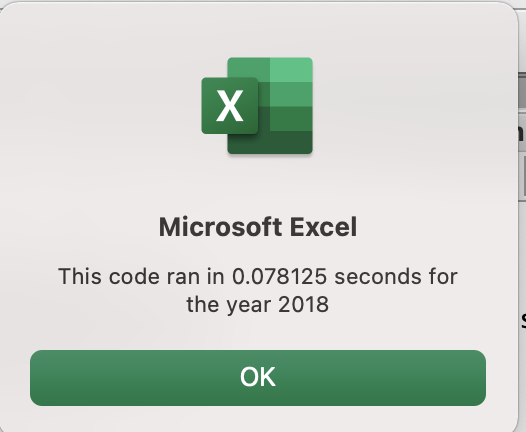 X
Microsoft Excel
This code ran in 0.078125 seconds for
the year 2018
OK